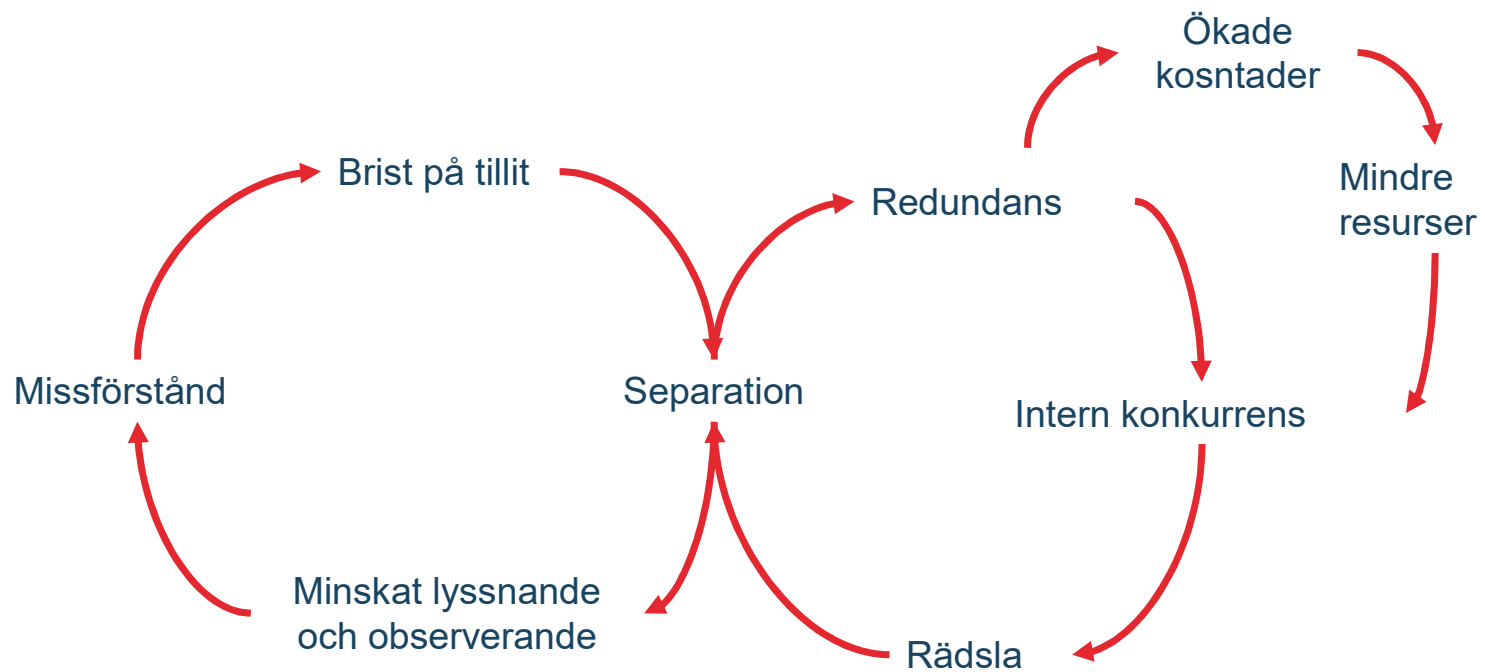 Ökade
kosntader
Brist på tillit
Redundans
Mindre
resurser
Missförstånd
Separation
Intern konkurrens
Minskat lyssnande
och observerande
Rädsla